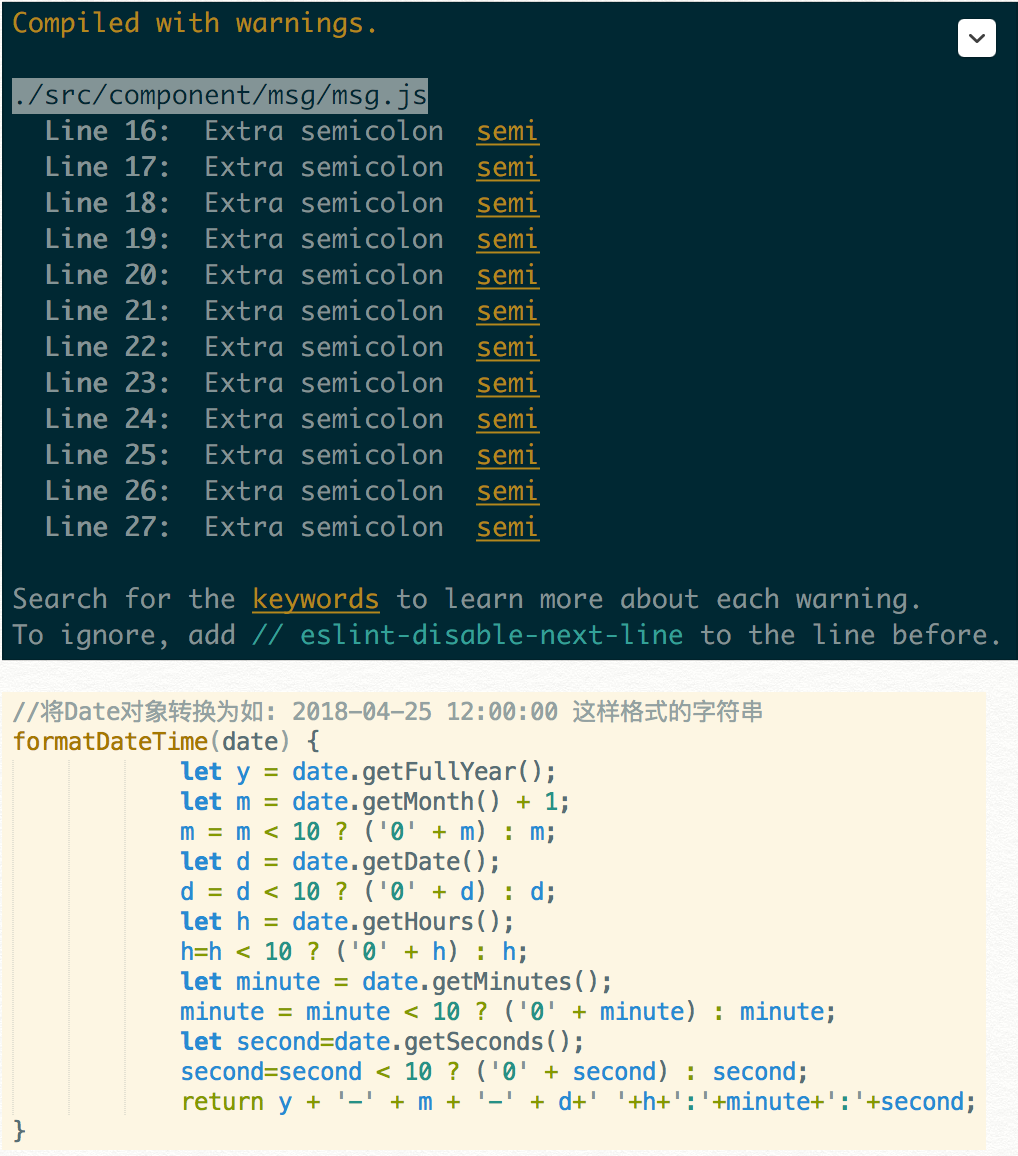 Compiled with warnings.
./src/component/msg/msg.js
Line 16:  Extra semicolon  semi
Line 17:  Extra semicolon  semi
Line 18:  Extra semicolon  semi
Line 19:  Extra semicolon  semi
Line 20:  Extra semicolon  semi
Line 21:  Extra semicolon  semi
Line 22:  Extra semicolon  semi
Line 23:  Extra semicolon  semi
Line 24:  Extra semicolon  semi
Line 25:  Extra semicolon  semi
Line 26:  Extra semicolon  semi
Line 27:  Extra semicolon  semi
Search for the keywords to learn more about each warning.
To ignore, add // eslint-disable-next-line to the line before.
//将Date对象转换为如: 2018-04-25 12:00:00 这样格式的字符串
formatDateTime(date) {
let y = date.getFullYear();
let m = date.getMonth() + 1;
m = m < 10 ? ('0' + m) : m;
let d = date.getDate();
d = d < 10 ? ('0' + d) : d;
let h = date.getHours();
h=h < 10 ? ('0' + h) : h;
let minute = date.getMinutes();
minute = minute < 10 ? ('0' + minute) : minute;
let second=date.getSeconds();
second=second < 10 ? ('0' + second) : second;
return y + '-' + m + '-' + d+' '+h+':'+minute+':'+second;
}